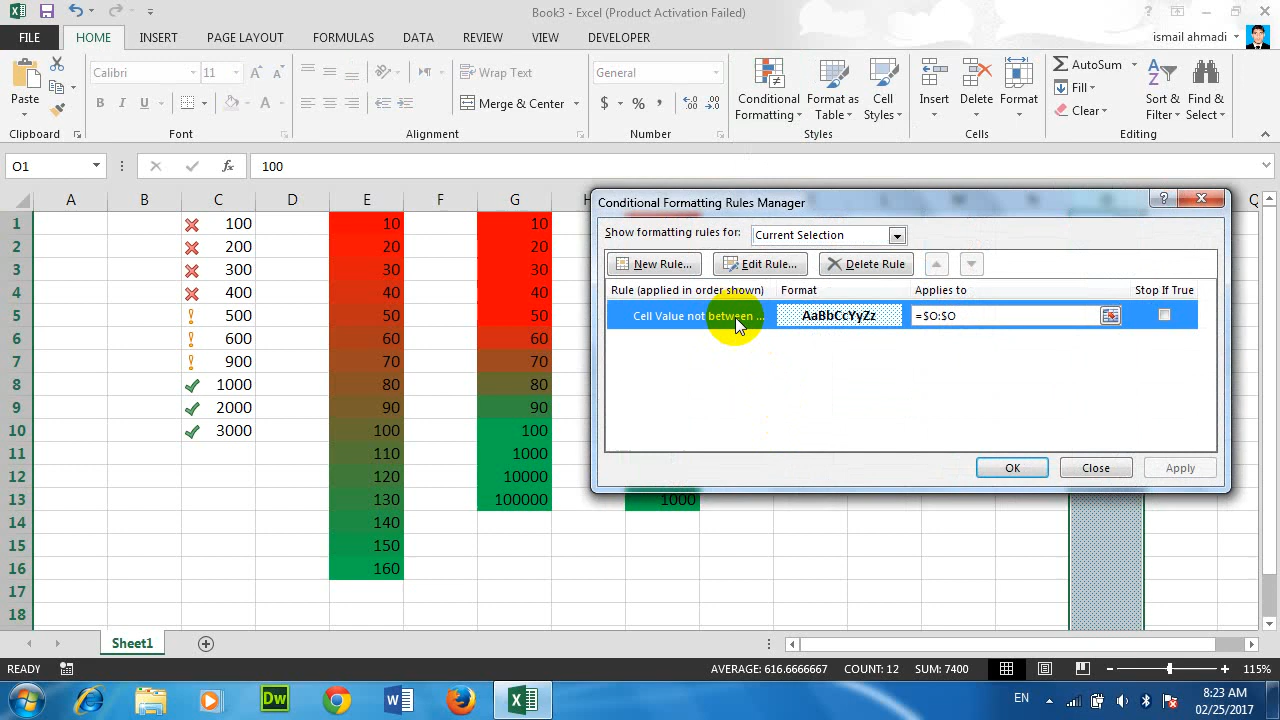 Book3 - Excel (Product Activation Failed)
FILE HOME INSERT PAGE LAYOUT FORMULAS DATA REVIEW VIEW DEVELOPER ismail ahmadi
Paste
Calibri 11
B I U
A A
Wrap Text
Merge & Center
General
$ % ,
Conditional Formatting
Format as Table
Cell Styles
Insert Delete Format
AutoSum
Fill
Clear
Sort & Filter
Find & Select
Clipboard Font Alignment Number Styles Cells Editing
O1 fx 100
A B C D E F G H Q
1 100 10 10
2 200 20 20
3 300 30 30
4 400 40 40
5 500 50 50
6 600 60 60
7 900 70 70
8 1000 80 80
9 2000 90 90
10 3000 100 100
11 110 1000
12 120 10000
13 130 100000 1000
14 140
15 150
16 160
17
18
Conditional Formatting Rules Manager
Show formatting rules for: Current Selection
New Rule... Edit Rule... Delete Rule
Rule (applied in order shown) Format Applies to Stop If True
Cell Value not between ... AaBbCcYyZz =$O:$O
OK Close Apply
Sheet1
READY AVERAGE: 616.6666667 COUNT: 12 SUM: 7400 115%
Dw
EN
8:23 AM
02/25/2017